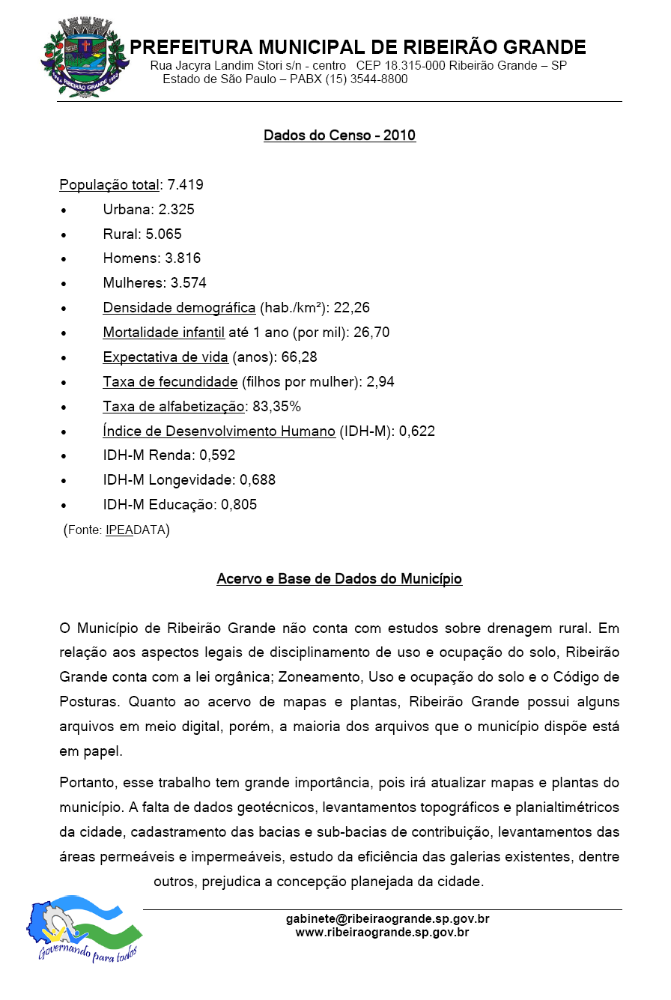 PREFEITURA MUNICIPAL DE RIBEIRÃO GRANDE
Rua Jacyra Landim Stori s/n - centro CEP 18.315-000 Ribeirão Grande – SP
Estado de São Paulo – PABX (15) 3544-8800
RIBEIRÃO GRANDE
Dados do Censo - 2010
População total: 7.419
• Urbana: 2.325
• Rural: 5.065
• Homens: 3.816
• Mulheres: 3.574
• Densidade demográfica (hab./km²): 22,26
• Mortalidade infantil até 1 ano (por mil): 26,70
• Expectativa de vida (anos): 66,28
• Taxa de fecundidade (filhos por mulher): 2,94
• Taxa de alfabetização: 83,35%
• Índice de Desenvolvimento Humano (IDH-M): 0,622
• IDH-M Renda: 0,592
• IDH-M Longevidade: 0,688
• IDH-M Educação: 0,805
(Fonte: IPEADATA)
Acervo e Base de Dados do Município
O Município de Ribeirão Grande não conta com estudos sobre drenagem rural. Em
relação aos aspectos legais de disciplinamento de uso e ocupação do solo, Ribeirão
Grande conta com a lei orgânica; Zoneamento, Uso e ocupação do solo e o Código de
Posturas. Quanto ao acervo de mapas e plantas, Ribeirão Grande possui alguns
arquivos em meio digital, porém, a maioria dos arquivos que o município dispõe está
em papel.
Portanto, esse trabalho tem grande importância, pois irá atualizar mapas e plantas do
município. A falta de dados geotécnicos, levantamentos topográficos e planialtimétricos
da cidade, cadastramento das bacias e sub-bacias de contribuição, levantamentos das
áreas permeáveis e impermeáveis, estudo da eficiência das galerias existentes, dentre
outros, prejudica a concepção planejada da cidade.
Governando para todos
gabinete@ribeiraogrande.sp.gov.br
www.ribeiraogrande.sp.gov.br